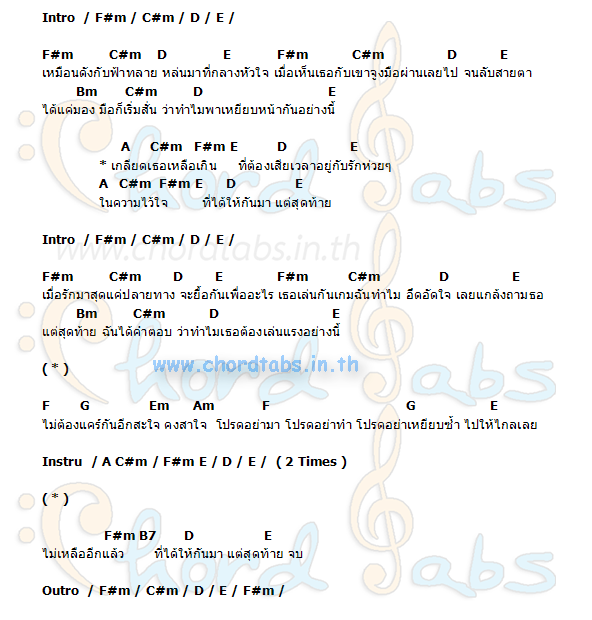 Intro / F#m / C#m / D / E /
F#m C#m D E F#m C#m D E
เหมือนดังกับฟ้าทลาย หล่นมาที่กลางหัวใจ เมื่อเห็นเธอกับเขาจูงมือผ่านเลยไป จนลับสายตา
Bm C#m D E
ได้แค่มอง มือก็เริ่มสั่น ว่าทำไมพาเหยียบหน้ากันอย่างนี้
A C#m F#m E D E
* เกลียดเธอเหลือเกิน ที่ต้องเสียเวลาอยู่กับรักห่วยๆ
A C#m F#m E D E
ในความไว้ใจ ที่ได้ให้กันมา แต่สุดท้าย
Intro / F#m / C#m / D / E /
www.chordtabs.in.th
F#m C#m D E F#m C#m D E
เมื่อรักมาสุดแค่ปลายทาง จะยื้อกันเพื่ออะไร เธอเล่นกันเกมฉันทำไม อึดอัดใจ เลยแกล้งถามธอ
Bm C#m D E
แต่สุดท้าย ฉันได้คำตอบ ว่าทำไมเธอต้องเล่นแรงอย่างนี้
( * ) www.chordtabs.in.th
F G Em Am F G E
ไม่ต้องแคร์กันอีกสะใจ คงสาใจ โปรดอย่ามา โปรดอย่าทำ โปรดอย่าเหยียบซ้ำ ไปให้ไกลเลย
Instru / A C#m / F#m E / D / E / ( 2 Times )
( * )
F#m B7 D E
ไม่เหลืออีกแล้ว ที่ได้ให้กันมา แต่สุดท้าย จบ
Outro / F#m / C#m / D / E / F#m /